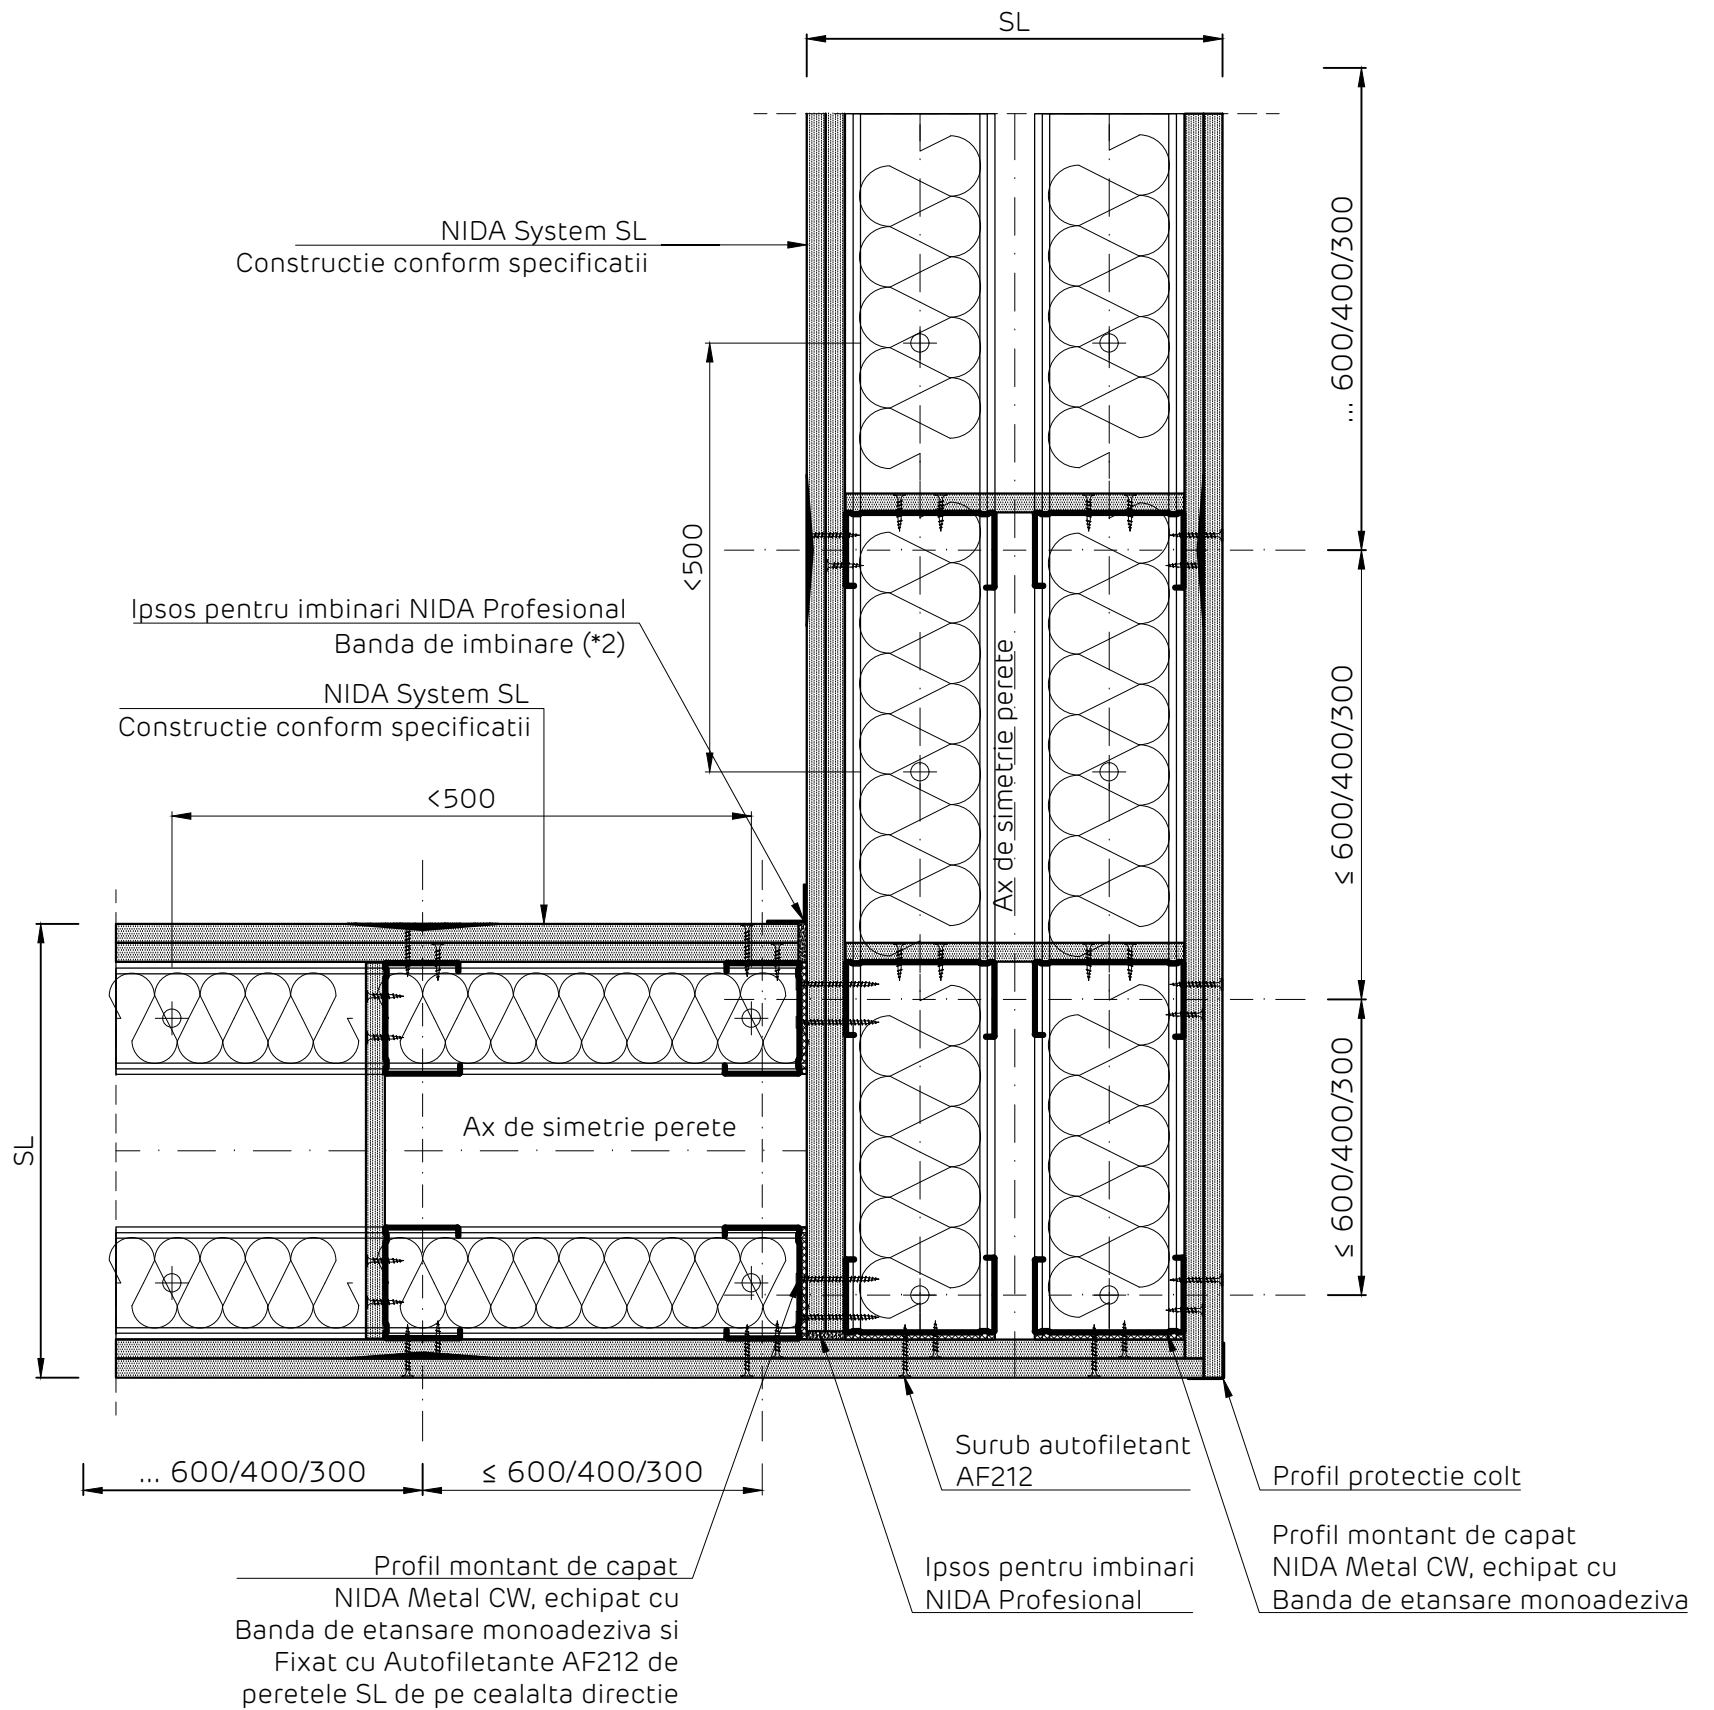 SL
... 600/400/300
NIDA System SL
Constructie conform specificatii
<500
Ipsos pentru imbinari NIDA Profesional
Banda de imbinare (*2)
Ax de simetrie perete
≤ 600/400/300
NIDA System SL
Constructie conform specificatii
<500
≤ 600/400/300
Ax de simetrie perete
SL
... 600/400/300
≤ 600/400/300
Surub autofiletant
AF212
Profil protectie colt
Profil montant de capat
NIDA Metal CW, echipat cu
Banda de etansare monoadeziva si
Fixat cu Autofiletante AF212 de
peretele SL de pe cealalta directie
Ipsos pentru imbinari
NIDA Profesional
Profil montant de capat
NIDA Metal CW, echipat cu
Banda de etansare monoadeziva